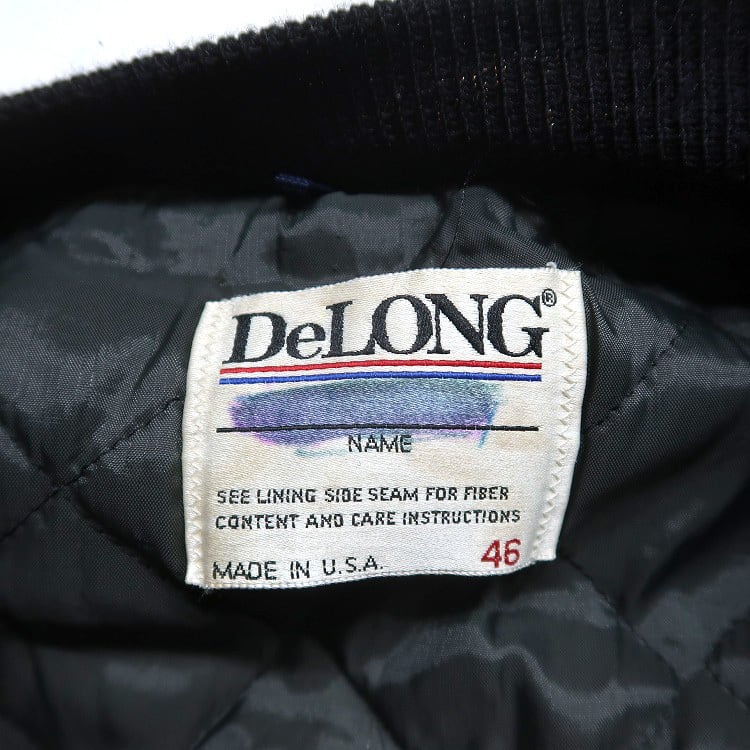 DeLONG®
NAME
SEE LINING SIDE SEAM FOR FIBER
CONTENT AND CARE INSTRUCTIONS
MADE IN U.S.A. 46